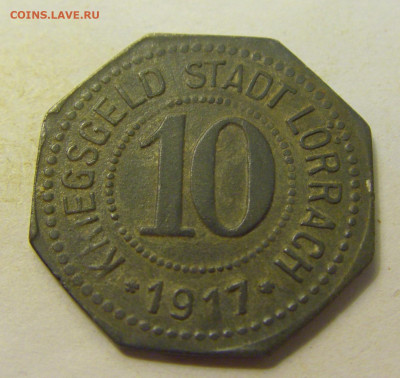 COINS.LAVE.RU
KRIEGSGELD STADT LÖRRACH
10
*1917*